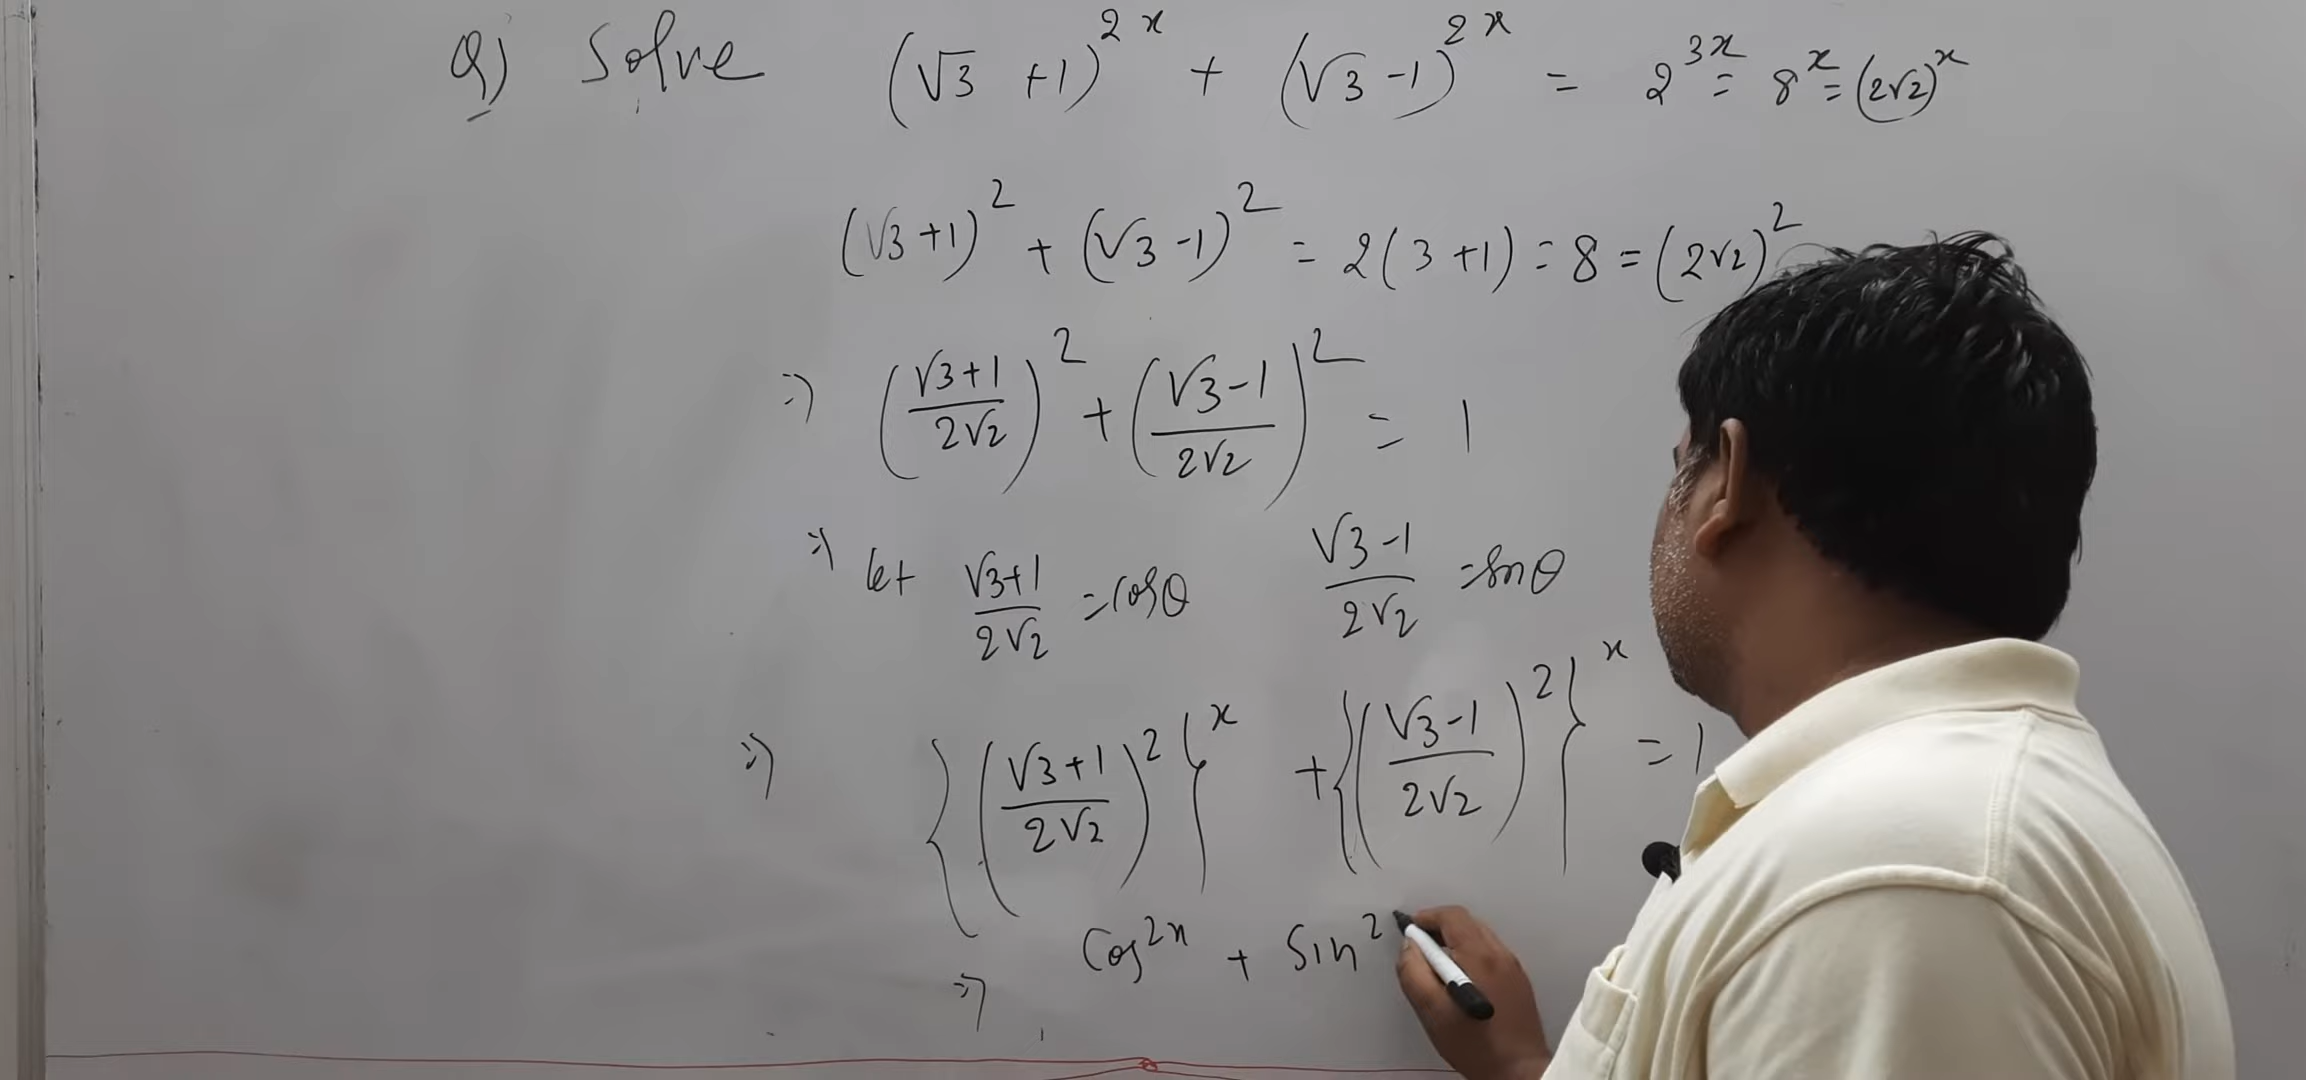 Q) Solve (√3 +1)^2x + (√3 -1)^2x = 2^3x = 8^x = (2√2)^x
(√3 +1)^2 + (√3 -1)^2 = 2(3 +1) = 8 = (2√2)^2
⇒ ((√3+1)/(2√2))^2 + ((√3-1)/(2√2))^2 = 1
⇒ let (√3+1)/(2√2) = cosθ (√3-1)/(2√2) = sinθ
⇒ {((√3+1)/(2√2))^2}^x + {((√3-1)/(2√2))^2}^x = 1
⇒ Cos^2x + Sin^2